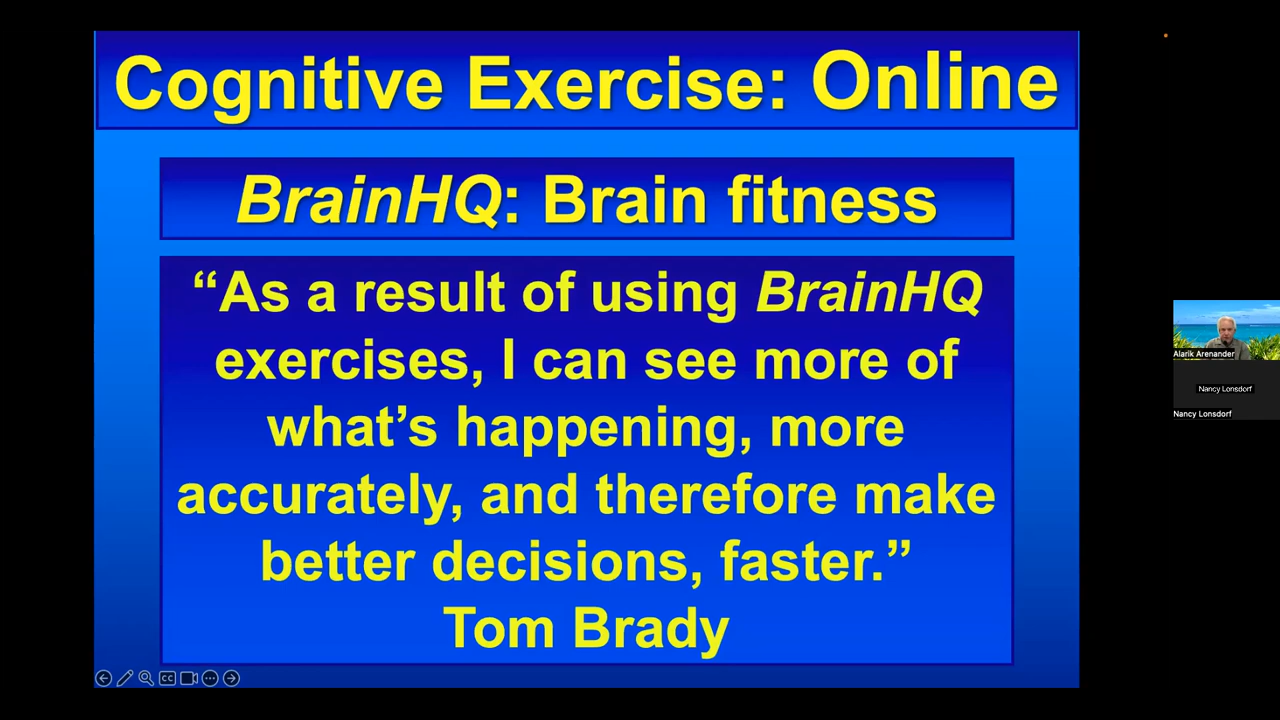 Cognitive Exercise: Online
BrainHQ: Brain fitness
“As a result of using BrainHQ
exercises, I can see more of
what’s happening, more
accurately, and therefore make
better decisions, faster.”
Tom Brady
Alarik Arenander
Nancy Lonsdorf
Nancy Lonsdorf
CC